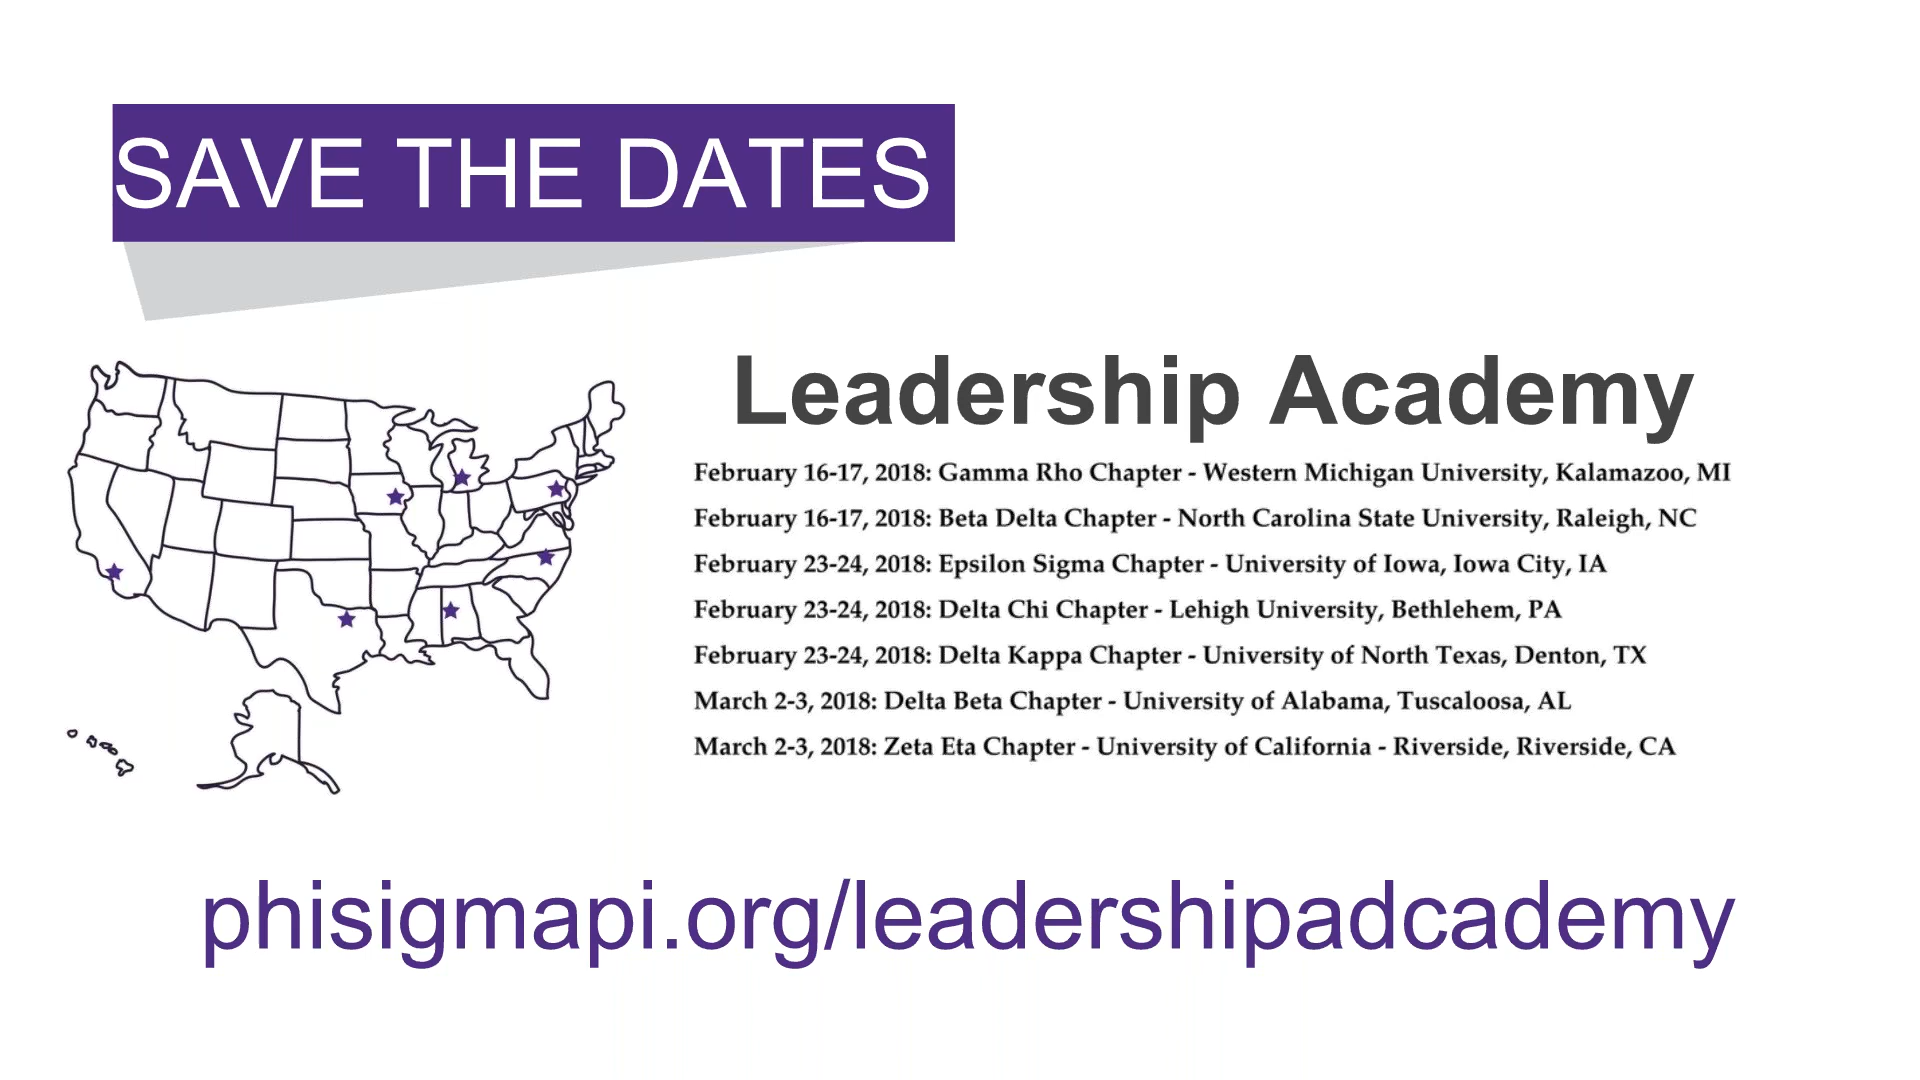 SAVE THE DATES
Leadership Academy
February 16-17, 2018: Gamma Rho Chapter - Western Michigan University, Kalamazoo, MI
February 16-17, 2018: Beta Delta Chapter - North Carolina State University, Raleigh, NC
February 23-24, 2018: Epsilon Sigma Chapter - University of Iowa, Iowa City, IA
February 23-24, 2018: Delta Chi Chapter - Lehigh University, Bethlehem, PA
February 23-24, 2018: Delta Kappa Chapter - University of North Texas, Denton, TX
March 2-3, 2018: Delta Beta Chapter - University of Alabama, Tuscaloosa, AL
March 2-3, 2018: Zeta Eta Chapter - University of California - Riverside, Riverside, CA
phisigmapi.org/leadershipadcademy